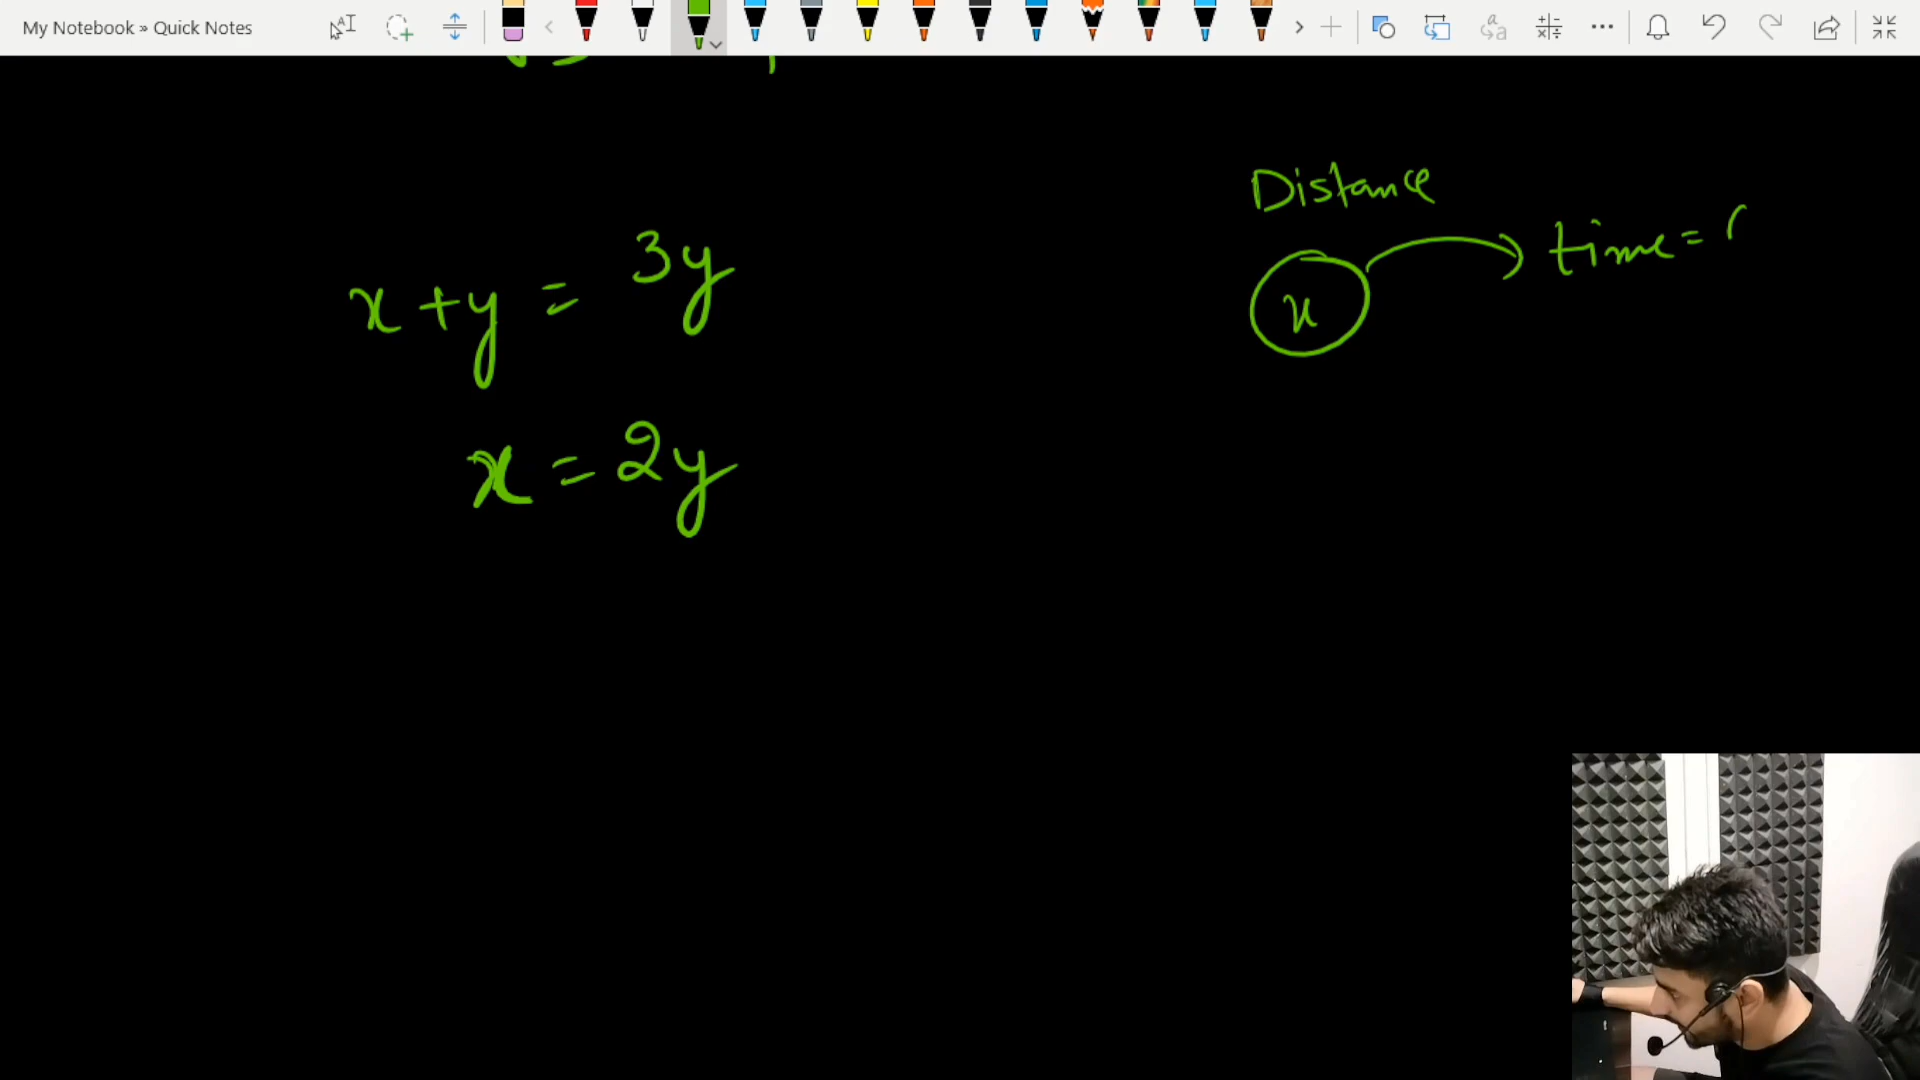 My Notebook » Quick Notes
x + y = 3y
x = 2y
Distance
x
time =